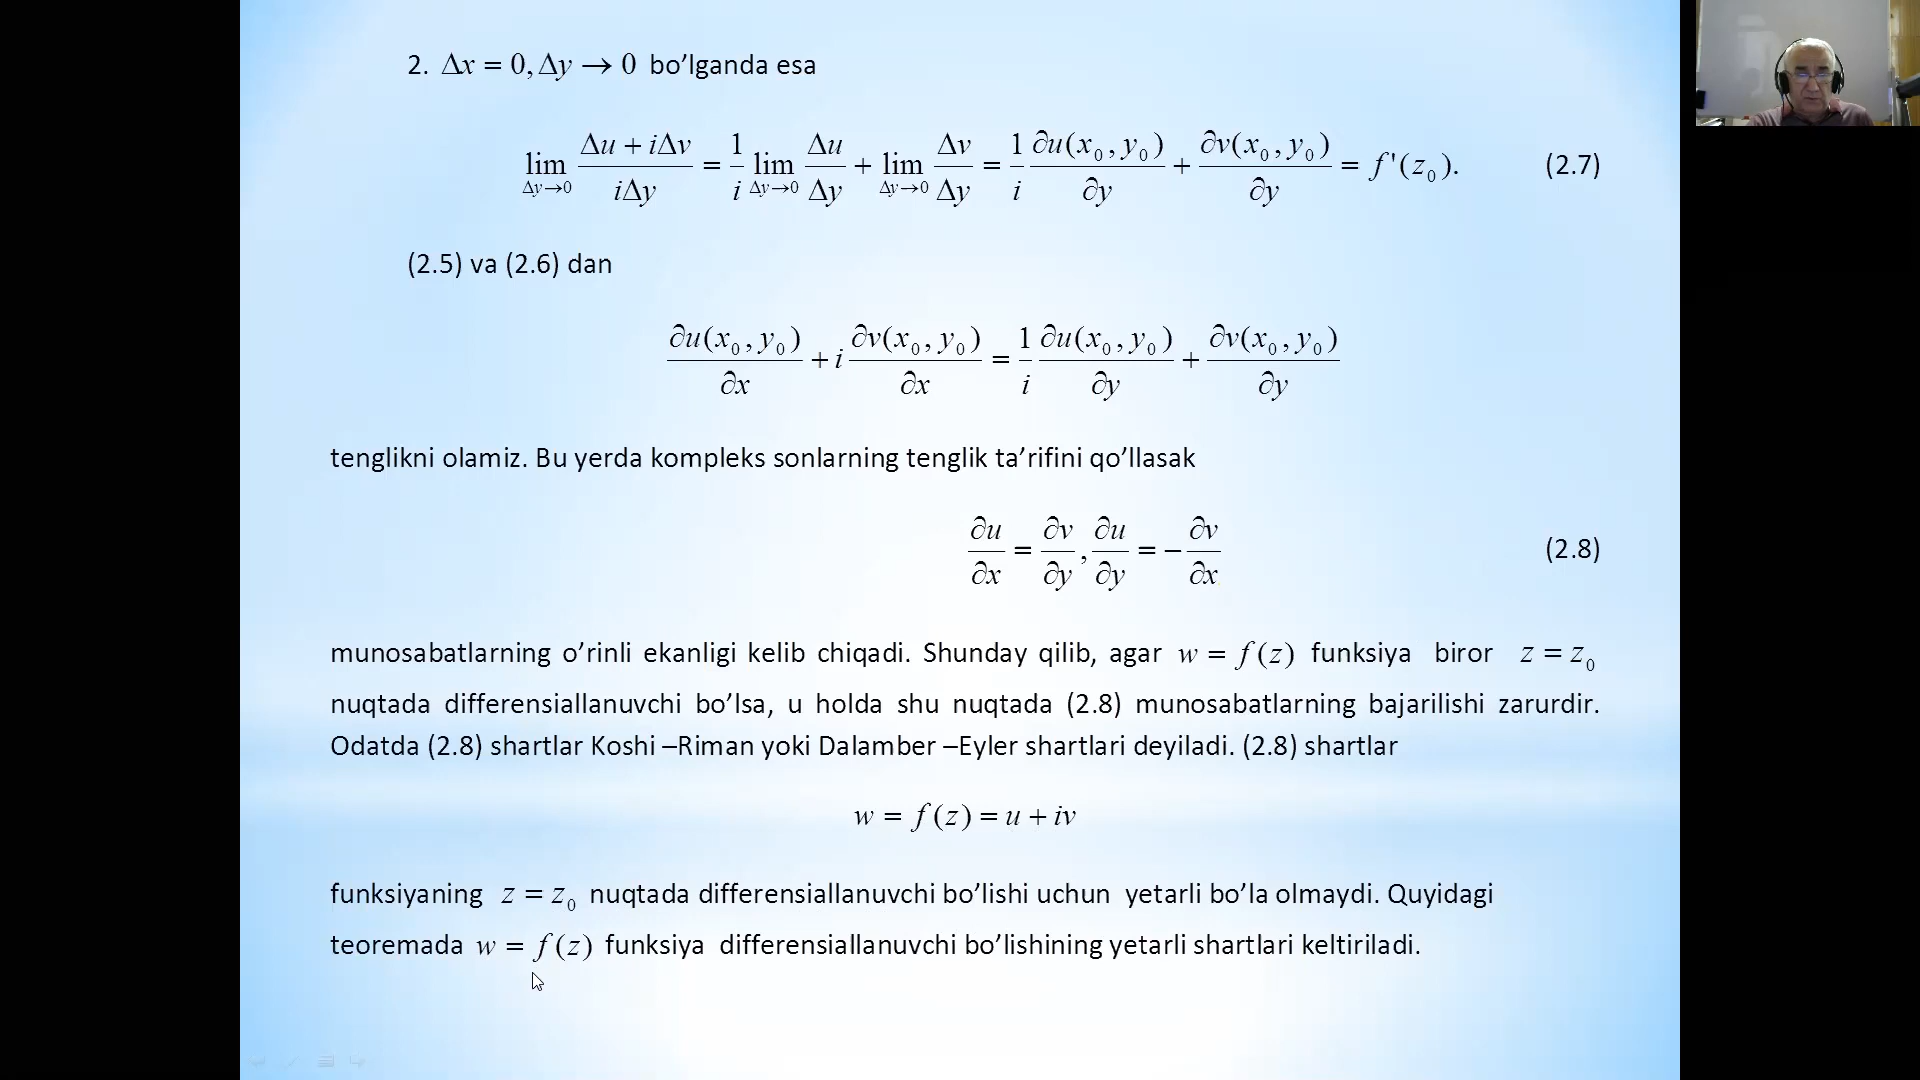 2. Δx = 0, Δy → 0 bo’lganda esa
lim_{Δy→0} (Δu + iΔv)/(iΔy) = (1/i) lim_{Δy→0} Δu/Δy + lim_{Δy→0} Δv/Δy = (1/i) ∂u(x₀, y₀)/∂y + ∂v(x₀, y₀)/∂y = f'(z₀). (2.7)
(2.5) va (2.6) dan
∂u(x₀, y₀)/∂x + i ∂v(x₀, y₀)/∂x = (1/i) ∂u(x₀, y₀)/∂y + ∂v(x₀, y₀)/∂y
tenglikni olamiz. Bu yerda kompleks sonlarning tenglik ta’rifini qo’llasak
∂u/∂x = ∂v/∂y, ∂u/∂y = −∂v/∂x (2.8)
munosabatlarning o’rinli ekanligi kelib chiqadi. Shunday qilib, agar w = f(z) funksiya biror z = z₀
nuqtada differensiallanuvchi bo’lsa, u holda shu nuqtada (2.8) munosabatlarning bajarilishi zarurdir.
Odatda (2.8) shartlar Koshi –Riman yoki Dalamber –Eyler shartlari deyiladi. (2.8) shartlar
w = f(z) = u + iv
funksiyaning z = z₀ nuqtada differensiallanuvchi bo’lishi uchun yetarli bo’la olmaydi. Quyidagi
teoremada w = f(z) funksiya differensiallanuvchi bo’lishining yetarli shartlari keltiriladi.